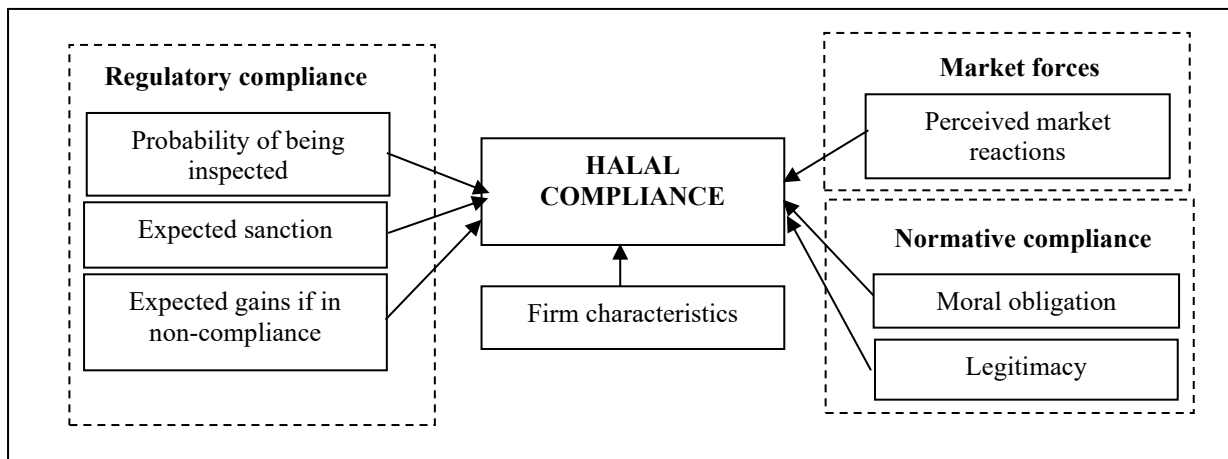 Regulatory compliance
Probability of being
inspected
Expected sanction
Expected gains if in
non-compliance
HALAL
COMPLIANCE
Firm characteristics
Market forces
Perceived market
reactions
Normative compliance
Moral obligation
Legitimacy